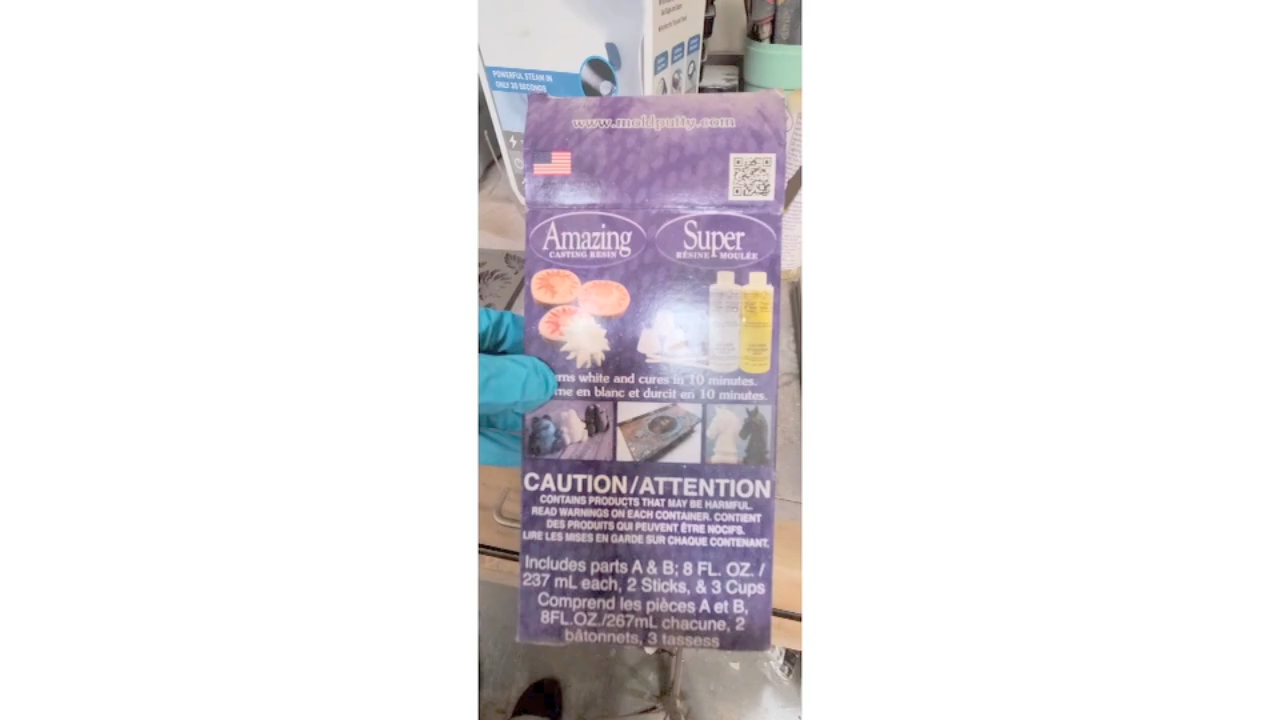 POWERFUL STEAM IN
ONLY 30 SECONDS
www.moldputty.com
Amazing
CASTING RESIN
Super
RÉSINE MOULÉE
rns white and cures in 10 minutes.
rne en blanc et durcit en 10 minutes.
CAUTION/ATTENTION
CONTAINS PRODUCTS THAT MAY BE HARMFUL.
READ WARNINGS ON EACH CONTAINER. CONTIENT
DES PRODUITS QUI PEUVENT ÊTRE NOCIFS.
LIRE LES MISES EN GARDE SUR CHAQUE CONTENANT.
Includes parts A & B; 8 FL. OZ. /
237 mL each, 2 Sticks, & 3 Cups
Comprend les pièces A et B,
8FL.OZ./267mL chacune, 2
bâtonnets, 3 tassess